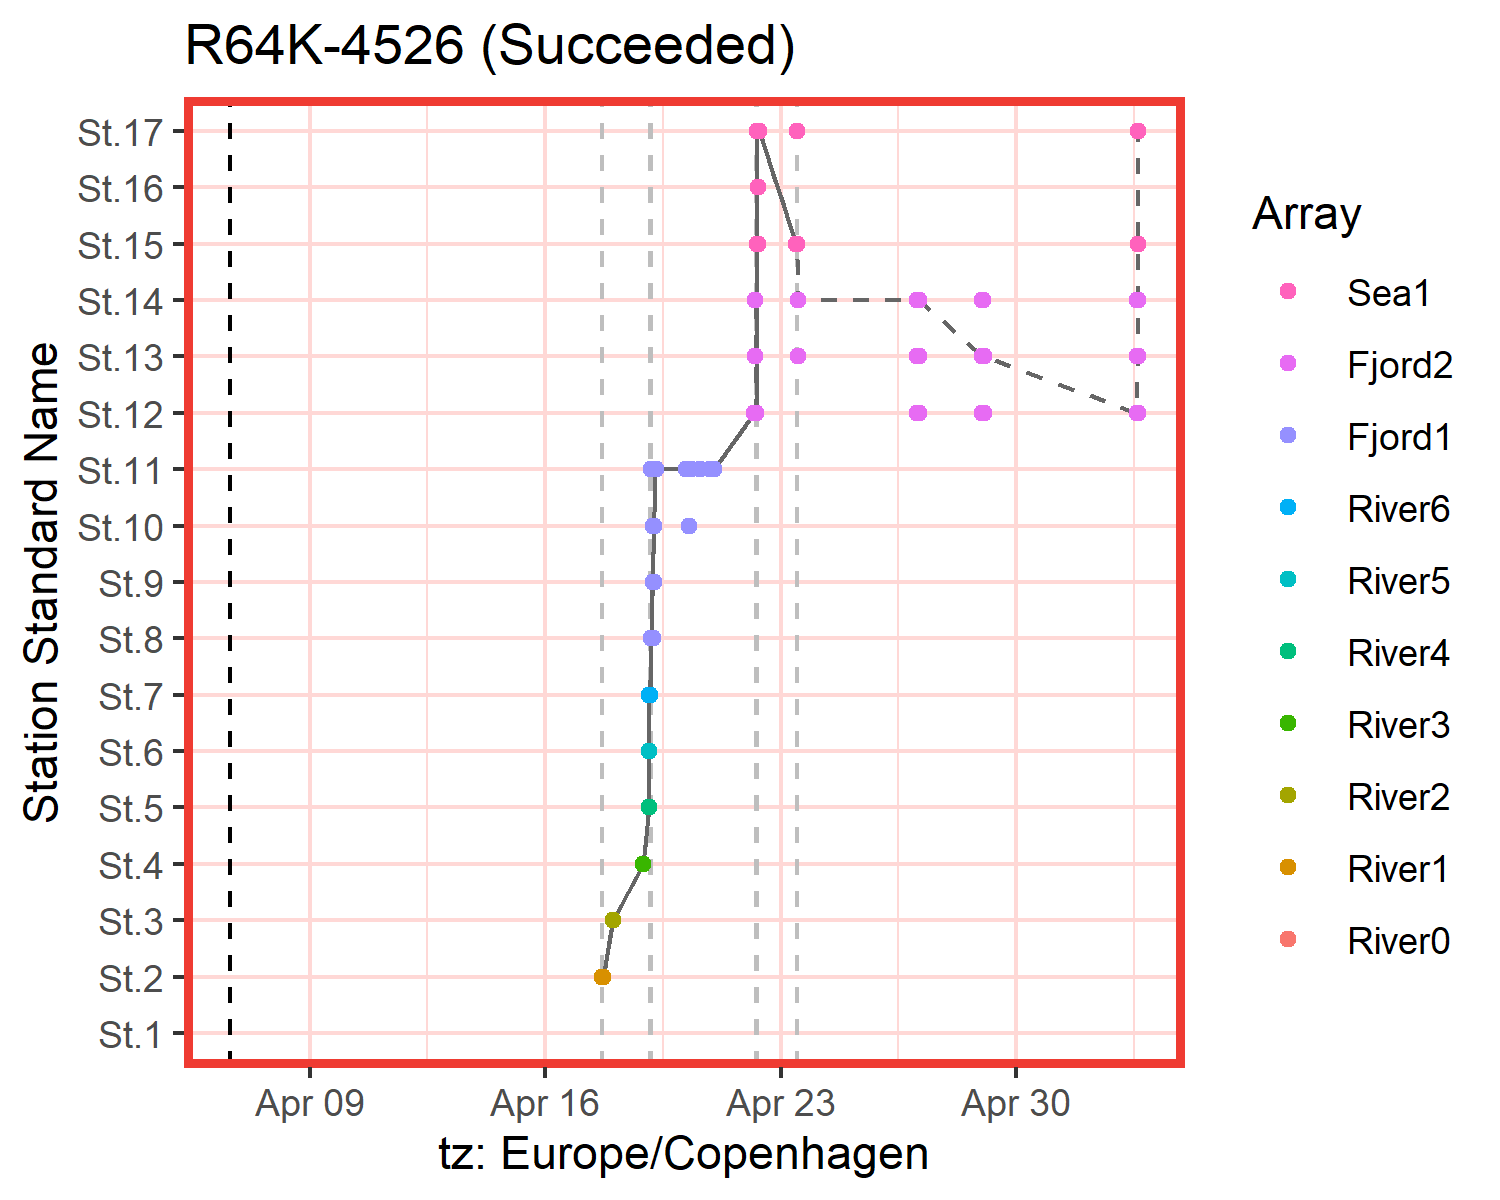 R64K-4526 (Succeeded)
Station Standard Name
St.17
St.16
St.15
St.14
St.13
St.12
St.11
St.10
St.9
St.8
St.7
St.6
St.5
St.4
St.3
St.2
St.1
Apr 09 Apr 16 Apr 23 Apr 30
tz: Europe/Copenhagen
Array
Sea1
Fjord2
Fjord1
River6
River5
River4
River3
River2
River1
River0